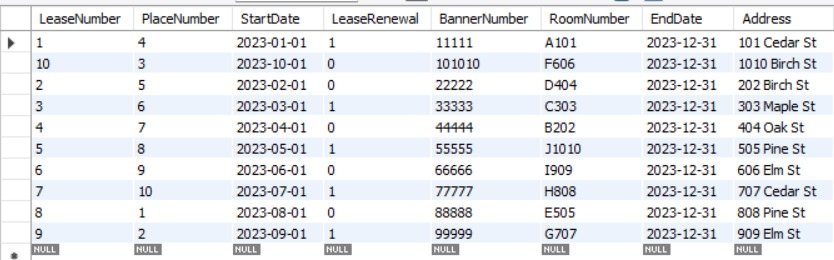 LeaseNumber PlaceNumber StartDate LeaseRenewal BannerNumber RoomNumber EndDate Address
1 4 2023-01-01 1 11111 A101 2023-12-31 101 Cedar St
10 3 2023-10-01 0 101010 F606 2023-12-31 1010 Birch St
2 5 2023-02-01 0 22222 D404 2023-12-31 202 Birch St
3 6 2023-03-01 1 33333 C303 2023-12-31 303 Maple St
4 7 2023-04-01 0 44444 B202 2023-12-31 404 Oak St
5 8 2023-05-01 1 55555 J1010 2023-12-31 505 Pine St
6 9 2023-06-01 0 66666 I909 2023-12-31 606 Elm St
7 10 2023-07-01 1 77777 H808 2023-12-31 707 Cedar St
8 1 2023-08-01 0 88888 E505 2023-12-31 808 Pine St
9 2 2023-09-01 1 99999 G707 2023-12-31 909 Elm St
NULL NULL NULL NULL NULL NULL NULL NULL